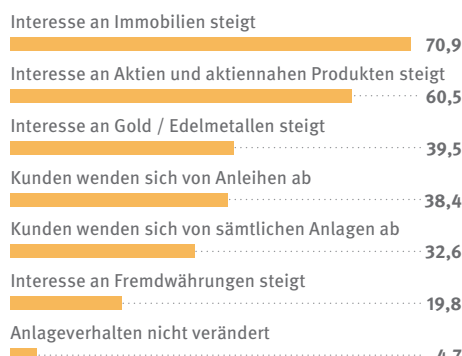 Interesse an Immobilien steigt
70,9
Interesse an Aktien und aktiennahen Produkten steigt
60,5
Interesse an Gold / Edelmetallen steigt
39,5
Kunden wenden sich von Anleihen ab
38,4
Kunden wenden sich von sämtlichen Anlagen ab
32,6
Interesse an Fremdwährungen steigt
19,8
Anlageverhalten nicht verändert
4,7